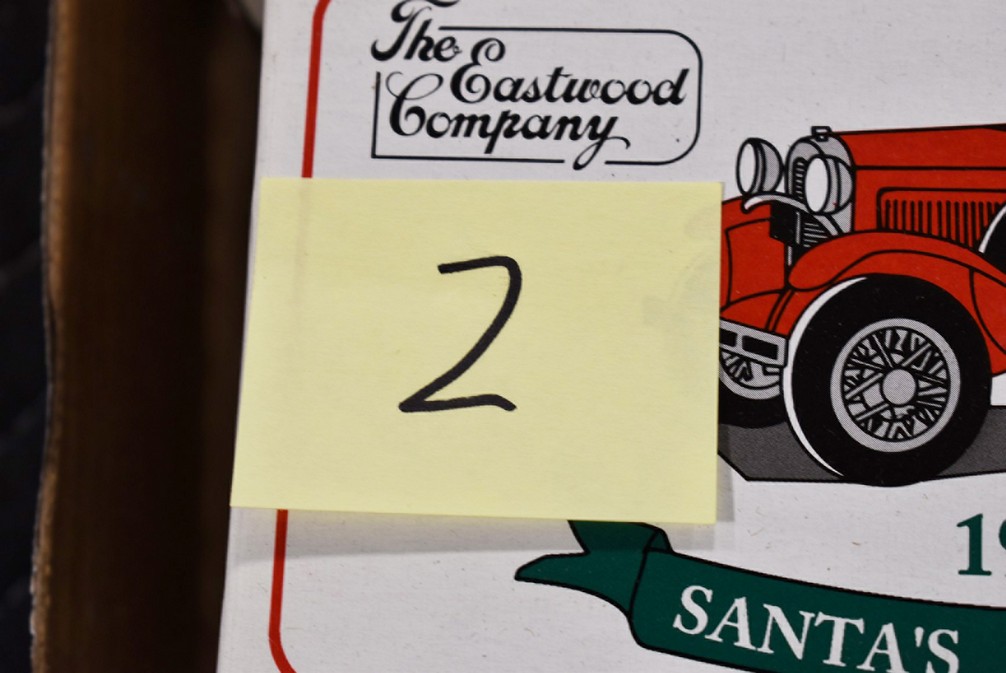 The Eastwood
Company
2
SANTA'S